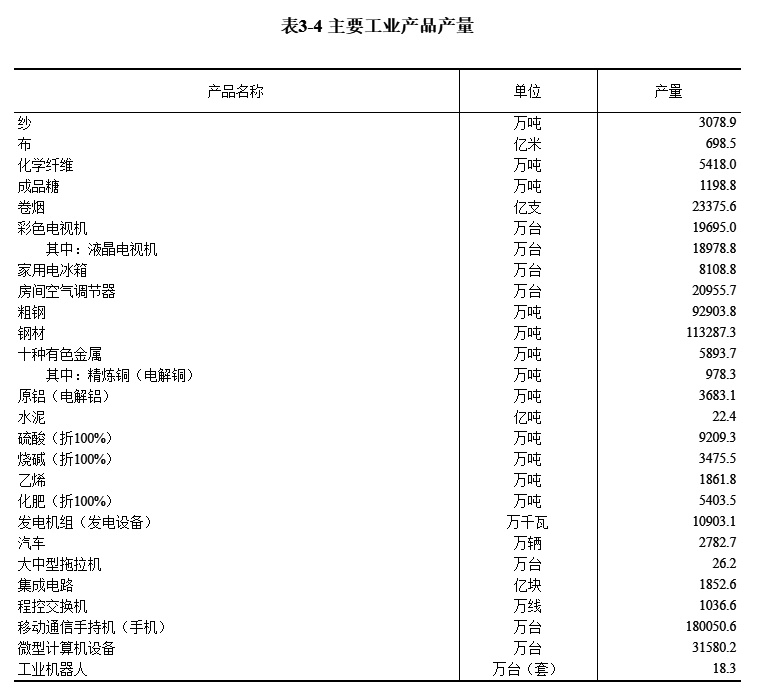 表3-4 主要工业产品产量
产品名称 单位 产量
纱 万吨 3078.9
布 亿米 698.5
化学纤维 万吨 5418.0
成品糖 万吨 1198.8
卷烟 亿支 23375.6
彩色电视机 万台 19695.0
其中：液晶电视机 万台 18978.8
家用电冰箱 万台 8108.8
房间空气调节器 万台 20955.7
粗钢 万吨 92903.8
钢材 万吨 113287.3
十种有色金属 万吨 5893.7
其中：精炼铜（电解铜） 万吨 978.3
原铝（电解铝） 万吨 3683.1
水泥 亿吨 22.4
硫酸（折100%） 万吨 9209.3
烧碱（折100%） 万吨 3475.5
乙烯 万吨 1861.8
化肥（折100%） 万吨 5403.5
发电机组（发电设备） 万千瓦 10903.1
汽车 万辆 2782.7
大中型拖拉机 万台 26.2
集成电路 亿块 1852.6
程控交换机 万线 1036.6
移动通信手持机（手机） 万台 180050.6
微型计算机设备 万台 31580.2
工业机器人 万台（套） 18.3